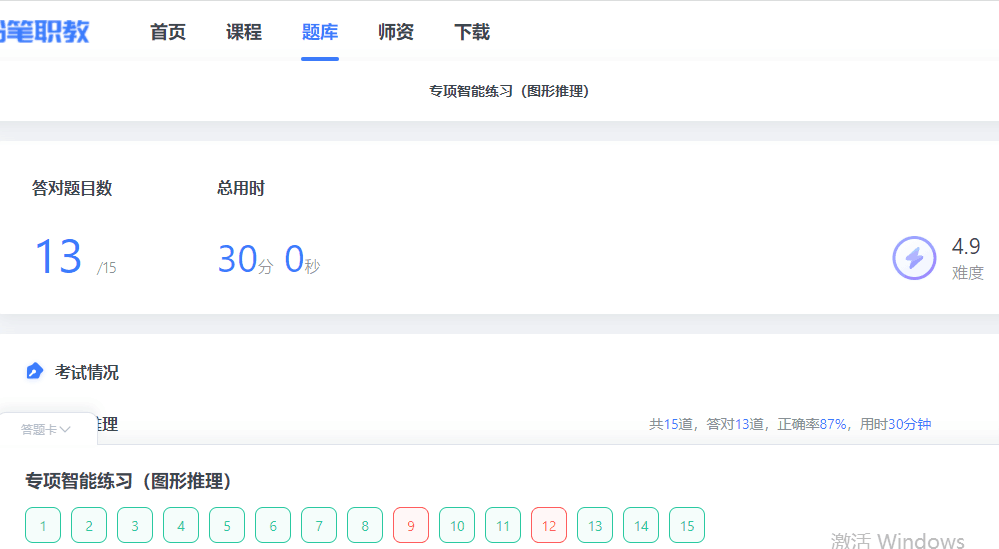 笔职教 首页 课程 题库 师资 下载
专项智能练习（图形推理）
答对题目数 总用时
13 /15 30分 0秒
4.9
难度
考试情况
推理 共15道，答对13道，正确率87%，用时30分钟
答题卡
专项智能练习（图形推理）
1 2 3 4 5 6 7 8 9 10 11 12 13 14 15
激活 Windows